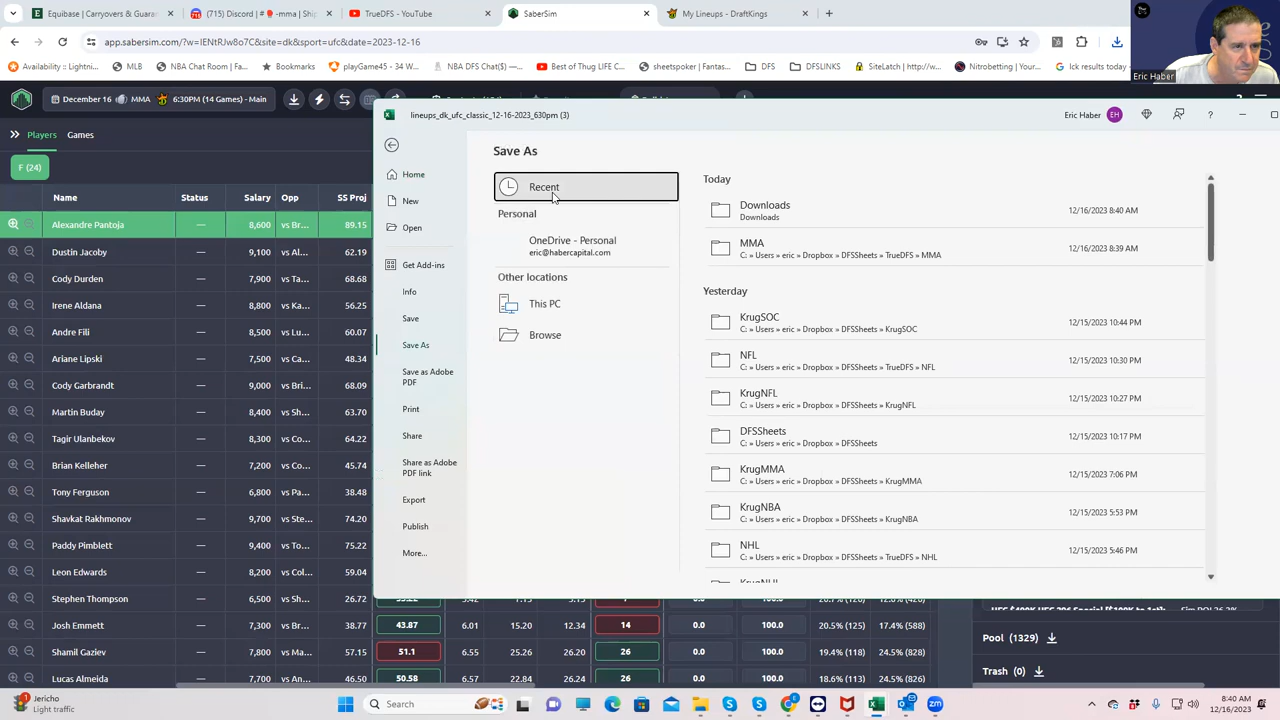 Equibase | Charts
(715) Discord | # -mma |
TrueDFS - YouTube
SaberSim
My Lineups - DraftKings
app.sabersim.com/?w=IENtRJw8o7C&site=dk&sport=ufc&date=2023-12-16
Availability :: Lightni...
MLB
NBA Chat Room | Fa...
Bookmarks
playGame45 - 34 W...
NBA DFS Strategy
Best of Thug LIFE C...
sheetspoker | Fantas...
DFS
DFSLINKS
SiteLatch | http://w...
Nitrobetting | Your...
Ick results today
Eric Haber
December 16
MMA
6:30PM (14 Games) - Main
lineups_dk_ufc_classic_12-16-2023_630pm (3)
Eric Haber
EH
Players
Games
F (24)
Name
Status
Salary
Opp
SS Proj
Alexandre Pantoja — 8,600 vs Br... 89.15
Dustin Jacoby — 9,100 vs Al... 62.19
Cody Durden — 7,900 vs Ta... 68.68
Irene Aldana — 8,800 vs Ka... 56.25
Andre Fili — 8,500 vs Lu... 60.07
Ariane Lipski — 7,500 vs Ca... 48.34
Cody Garbrandt — 9,000 vs Br... 68.09
Martin Buday — 8,400 vs Sh... 63.70
Tagir Ulanbekov — 8,300 vs Co... 64.22
Brian Kelleher — 7,200 vs Co... 45.74
Tony Ferguson — 6,800 vs Pa... 38.48
Shavkat Rakhmonov — 9,700 vs Ste... 74.20
Paddy Pimblett — 9,400 vs To... 75.22
Leon Edwards — 8,200 vs Col... 59.04
Stephen Thompson — 6,500 vs Sh...
Josh Emmett — 7,300 vs Br... 38.77 43.87 6.01 15.20 12.34 14 0.0 100.0 20.5% (125) 17.4% (588)
Shamil Gaziev — 7,800 vs Ma... 57.15 51.1 6.55 25.26 26.20 26 0.0 100.0 19.4% (118) 24.5% (828)
Lucas Almeida — 7,700 vs An... 56.50 50.58 6.56 25.14 24.95 26 0.0 100.0 18.6% (113) 24.5% (828)
Save As
Home
New
Open
Get Add-ins
Info
Save
Save As
Save as Adobe
PDF
Print
Share
Share as Adobe
PDF link
Export
Publish
More...
Recent
Personal
OneDrive - Personal
eric@habercapital.com
Other locations
This PC
Browse
Today
Downloads
Downloads
12/16/2023 8:40 AM
MMA
C: » Users » eric » Dropbox » DFSSheets » TrueDFS » MMA
12/16/2023 8:39 AM
Yesterday
KrugSOC
C: » Users » eric » Dropbox » DFSSheets » KrugSOC
12/15/2023 10:44 PM
NFL
C: » Users » eric » Dropbox » DFSSheets » TrueDFS » NFL
12/15/2023 10:30 PM
KrugNFL
C: » Users » eric » Dropbox » DFSSheets » KrugNFL
12/15/2023 10:27 PM
DFSSheets
C: » Users » eric » Dropbox » DFSSheets
12/15/2023 10:17 PM
KrugMMA
C: » Users » eric » Dropbox » DFSSheets » KrugMMA
12/15/2023 7:06 PM
KrugNBA
C: » Users » eric » Dropbox » DFSSheets » KrugNBA
12/15/2023 5:53 PM
NHL
C: » Users » eric » Dropbox » DFSSheets » TrueDFS » NHL
12/15/2023 5:46 PM
KrugNHL
Pool (1329)
Trash (0)
Jericho
Light traffic
Search
8:40 AM
12/16/2023